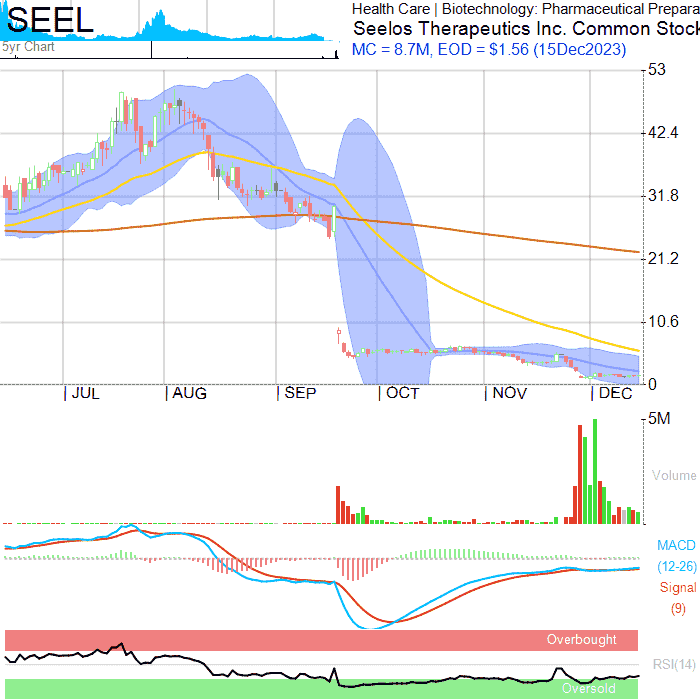 SEEL
5yr Chart
Health Care | Biotechnology: Pharmaceutical Prepara
Seelos Therapeutics Inc. Common Stock
MC = 8.7M, EOD = $1.56 (15Dec2023)
53
42.4
31.8
21.2
10.6
0
JUL AUG SEP OCT NOV DEC
5M
Volume
MACD
(12-26)
Signal
(9)
Overbought
RSI(14)
Oversold